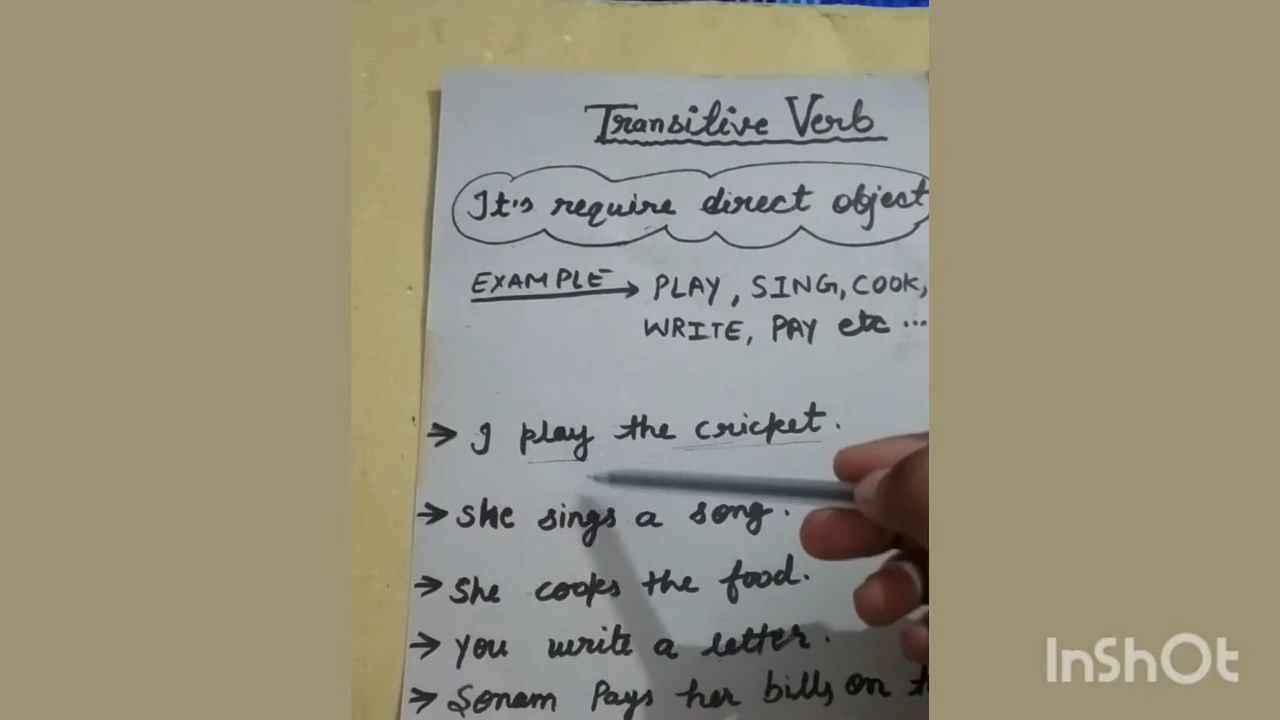 Transitive Verb
It's require direct object
EXAMPLE → PLAY, SING, COOK,
WRITE, PAY etc...
→ I play the cricket.
→ She sings a song.
→ She cooks the food.
→ you write a letter.
→ Sonam Pays her bills on
InShOt